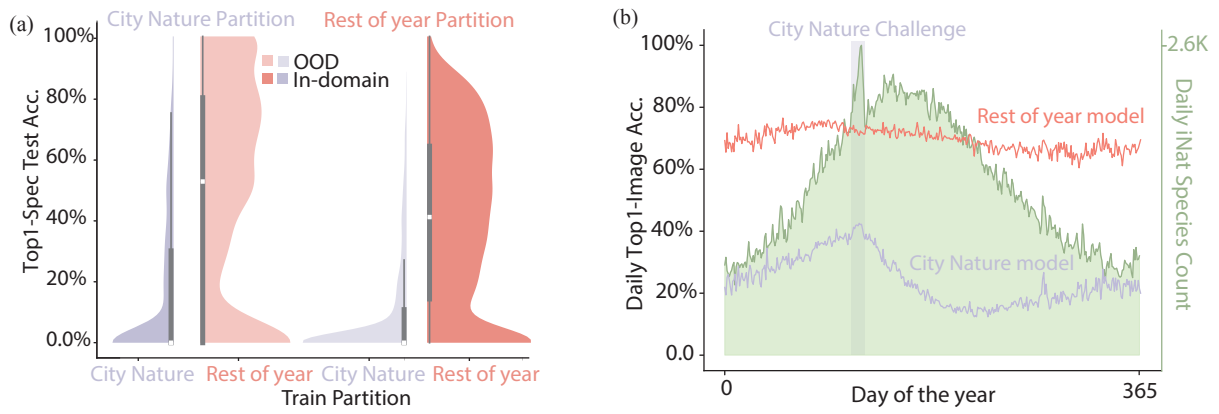 (a)
City Nature Partition
Rest of year Partition
100%
80%
60%
40%
20%
0.0%
Top1-Spec Test Acc.
OOD
In-domain
City Nature
Rest of year
City Nature
Rest of year
Train Partition
(b)
City Nature Challenge
100%
80%
60%
40%
20%
0.0
Daily Top1-Image Acc.
2.6K
Daily iNat Species
Count
Rest of year model
City Nature model
0
Day of the year
365